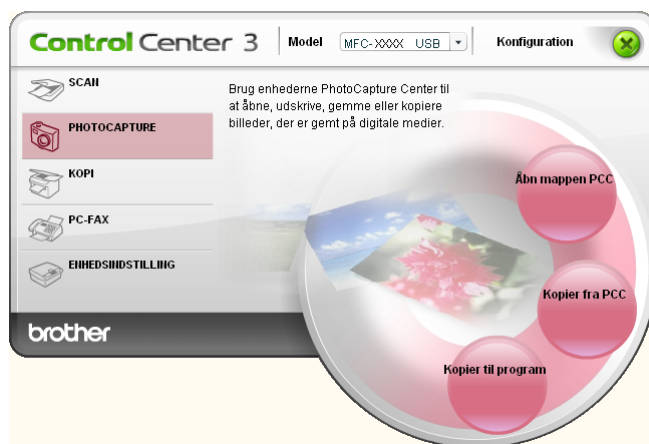 Control Center 3
Model
MFC-XXXX USB
Konfiguration
SCAN
PHOTOCAPTURE
KOPI
PC-FAX
ENHEDSINDSTILLING
Brug enhederne PhotoCapture Center til
at åbne, udskrive, gemme eller kopiere
billeder, der er gemt på digitale medier.
Åbn mappen PCC
Kopier fra PCC
Kopier til program
brother